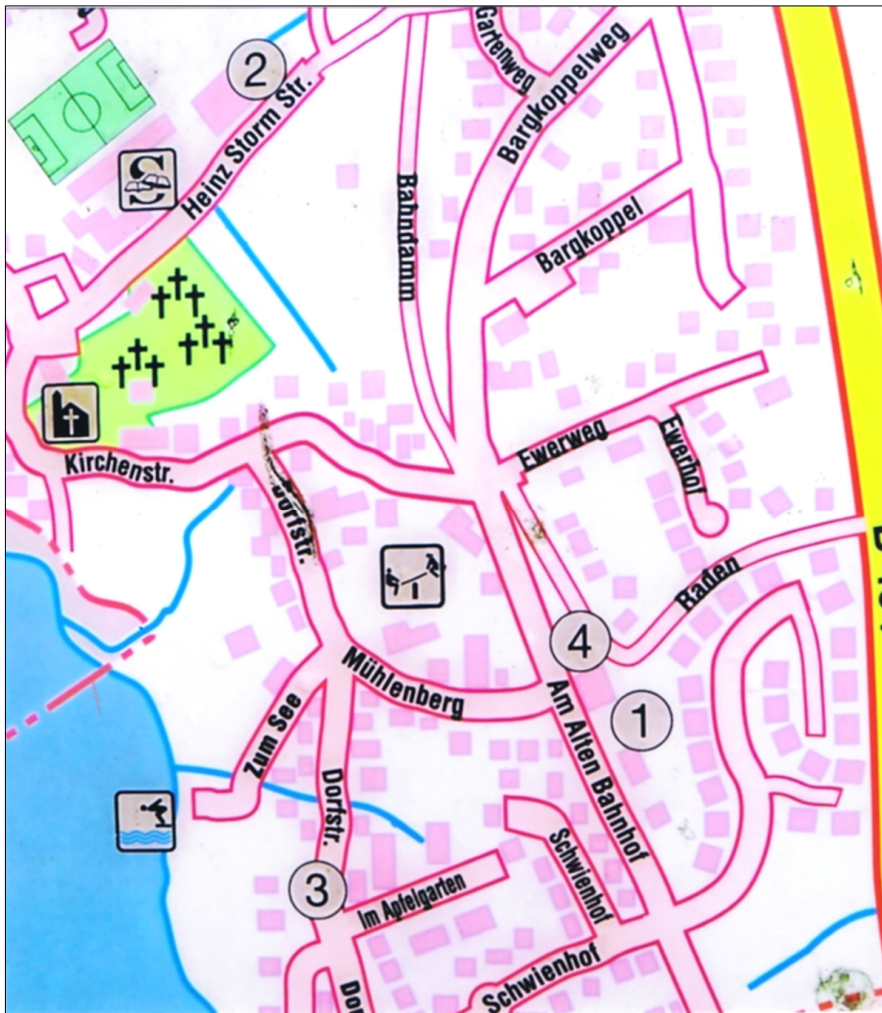 Gartenweg
2
Bargkoppelweg
Heinz Storm Str.
S
Bahndamm
Bargkoppel
Ewerweg
Ewerhof
Kirchenstr.
Dorfstr.
Raden
4
Mühlenberg
Am Alten Bahnhof
1
Zum See
Dorfstr.
Schwienhof
3
Im Apfelgarten
Schwienhof